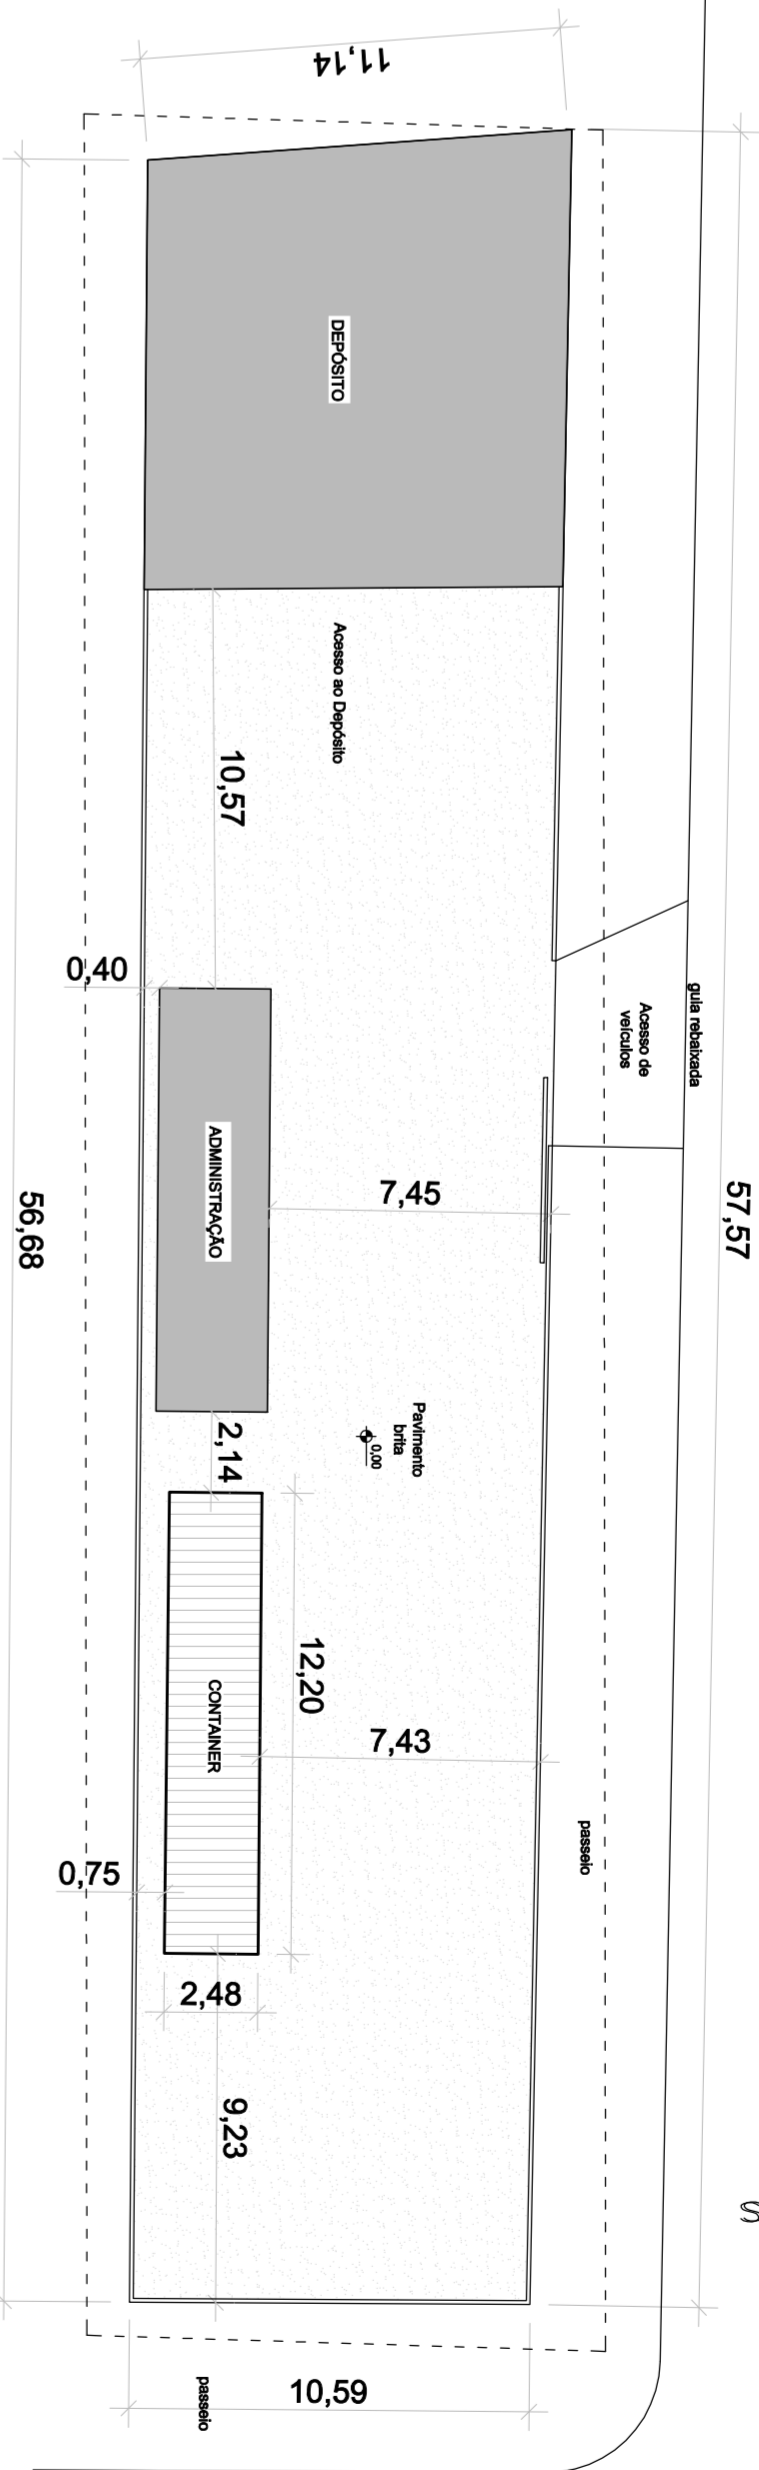 11,14
DEPÓSITO
Acesso ao Depósito
10,57
0,40
guia rebaixada
Acesso de
veículos
ADMINISTRAÇÃO
7,45
56,68
57,57
2,14
Pavimento
brita
0,00
12,20
CONTAINER
7,43
passeio
0,75
2,48
9,23
passeio
10,59